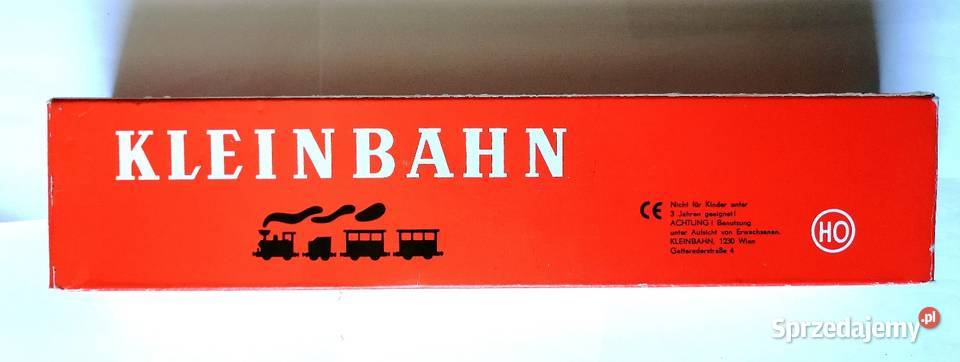 KLEINBAHN
CE
Nicht für Kinder unter
3 Jahren geeignet!
ACHTUNG! Benutzung
unter Aufsicht von Erwachsenen.
KLEINBAHN, 1230 Wien
Gatterederstraße 4
HO
Sprzedajemy.pl